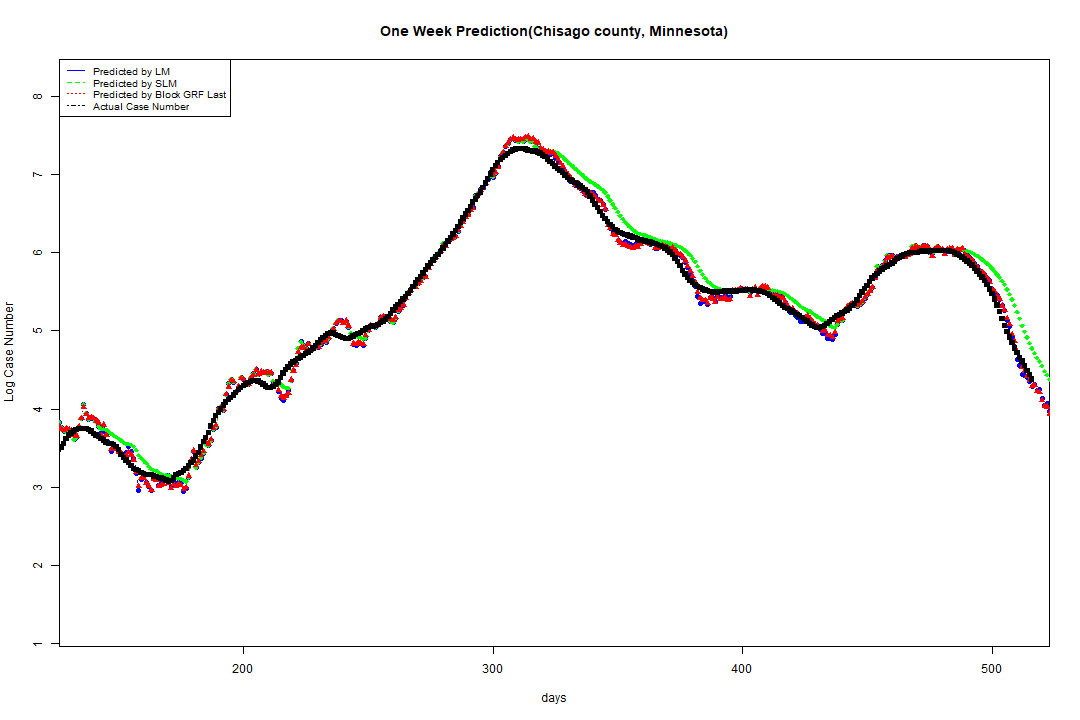 One Week Prediction(Chisago county, Minnesota)
Predicted by LM
Predicted by SLM
Predicted by Block GRF Last
Actual Case Number
8
7
6
5
4
3
2
1
Log Case Number
200 300 400 500
days